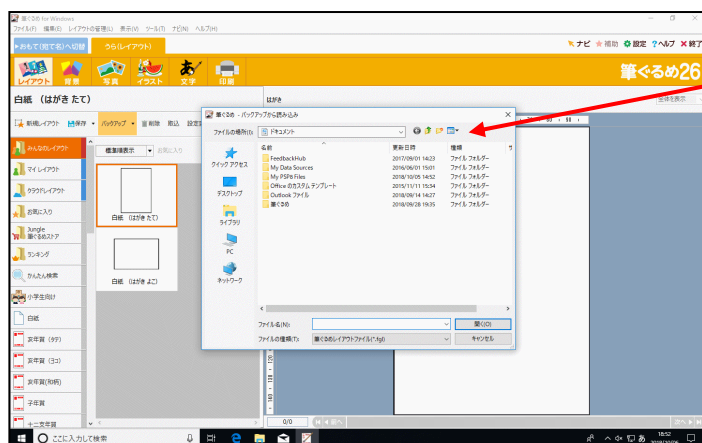 筆ぐるめ for Windows
ファイル(F) 編集(E) レイアウトの管理(L) 表示(V) ツール(T) ナビ(N) ヘルプ(H)
おもて(宛て名)へ切替 うら(レイアウト)
ナビ 補助 設定 ?ヘルプ ×終了
レイアウト 背景 写真 イラスト 文字 印刷
筆ぐるめ26
白紙 (はがき たて)
はがき
全体を表示
新規レイアウト 保存 バックアップ 削除 取込
みんなのレイアウト
標準順表示 お気に入り
マイ レイアウト
クラウドレイアウト
お気に入り
Jungle
筆ぐるめストア
ランキング
かんたん検索
小学生向け
白紙
亥年賀 (タテ)
亥年賀 (ヨコ)
亥年賀(和柄)
子年賀
十二支年賀
白紙 (はがき たて)
白紙 (はがき よこ)
筆ぐるめ - バックアップから読み込み
ファイルの場所(I): ドキュメント
クイック アクセス
デスクトップ
ライブラリ
PC
ネットワーク
名前 更新日時 種類
FeedbackHub 2017/09/01 14:23 ファイル フォルダー
My Data Sources 2016/06/01 15:01 ファイル フォルダー
My PSP8 Files 2018/10/05 14:52 ファイル フォルダー
Office のカスタム テンプレート 2015/11/11 15:34 ファイル フォルダー
Outlook ファイル 2018/09/14 14:27 ファイル フォルダー
筆ぐるめ 2018/09/28 19:35 ファイル フォルダー
ファイル名(N): 開く(O)
ファイルの種類(T): 筆ぐるめレイアウトファイル(*.fgl) キャンセル
120
140
0/0 前へ 次へ
ここに入力して検索
18:52